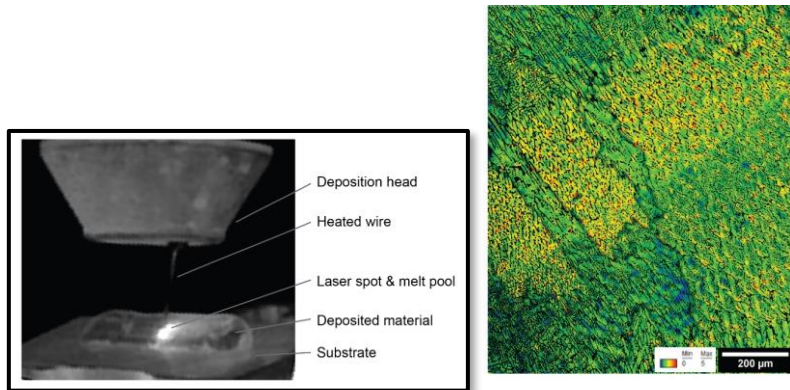 Deposition head
Heated wire
Laser spot & melt pool
Deposited material
Substrate
Min Max
0 5
200 µm